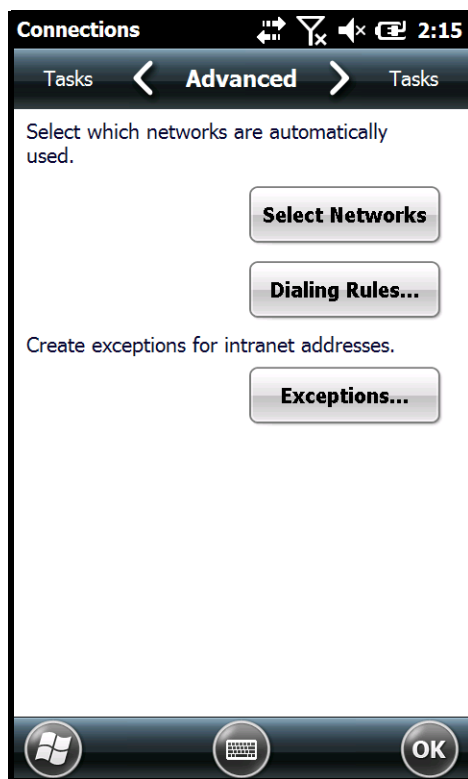 Connections 2:15
Tasks Advanced Tasks
Select which networks are automatically
used.
Select Networks
Dialing Rules...
Create exceptions for intranet addresses.
Exceptions...
OK